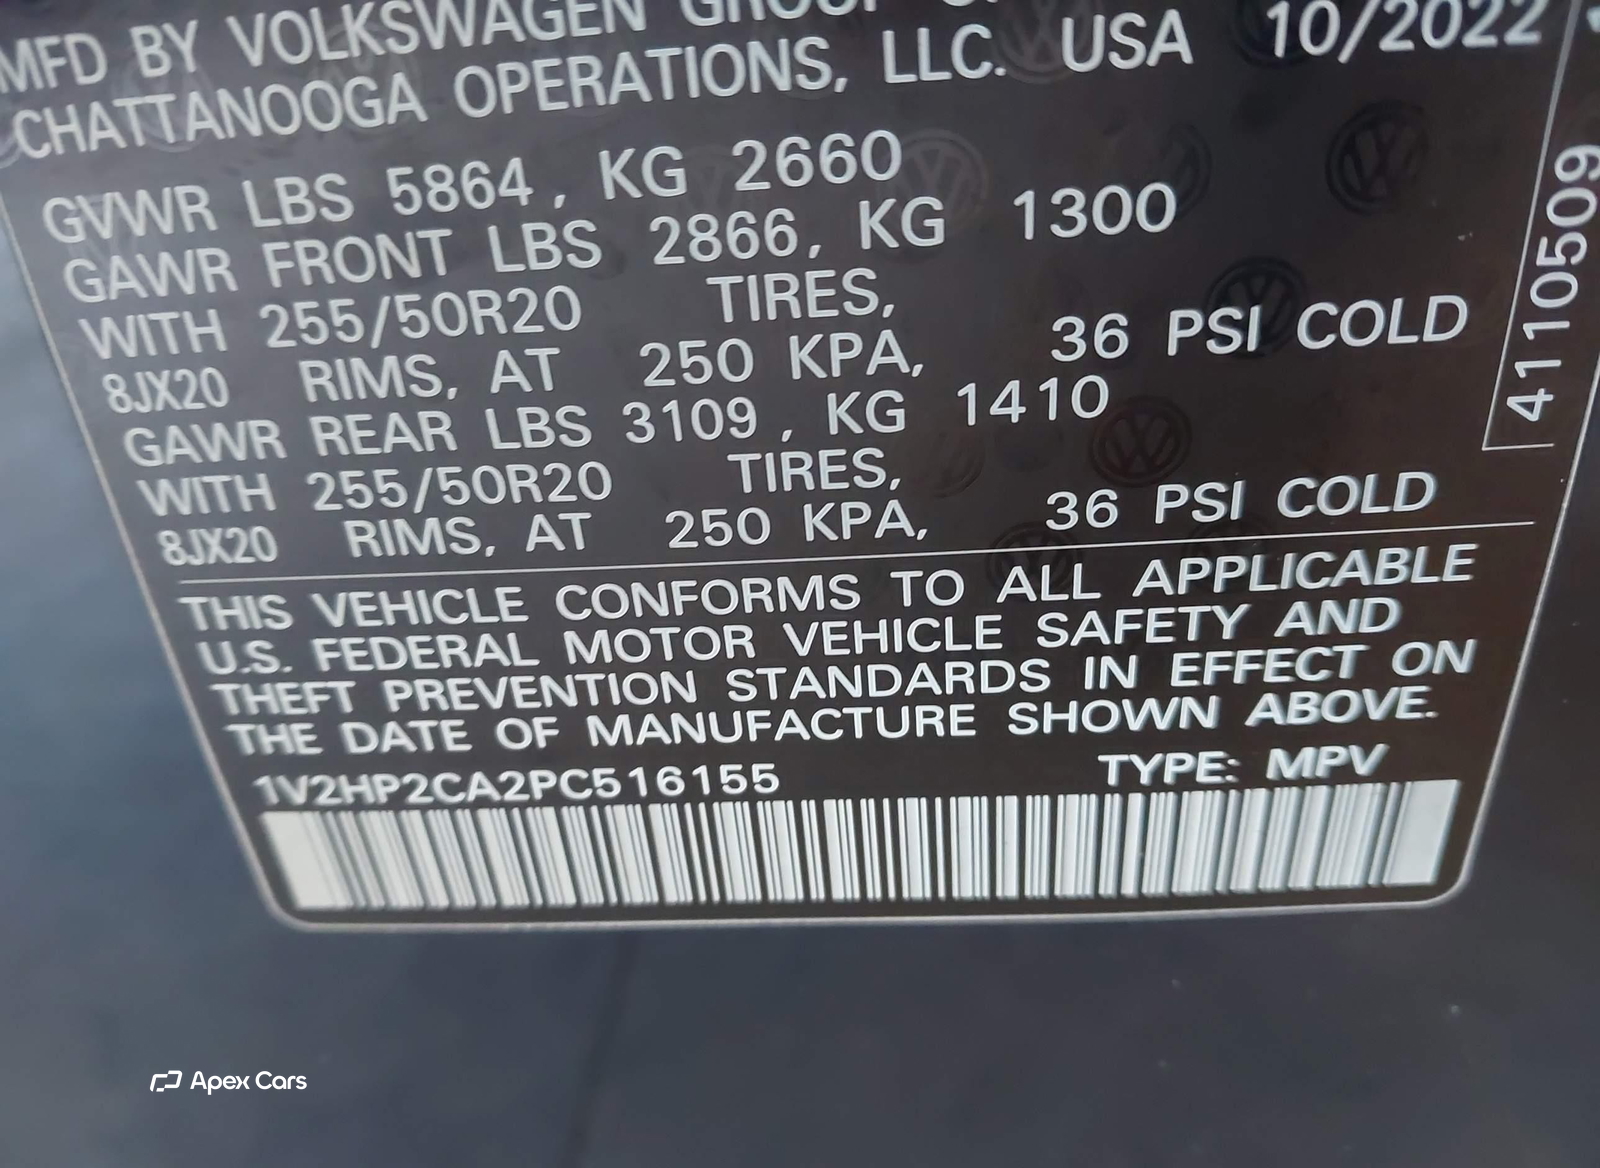 MFD BY VOLKSWAGEN GROUP
CHATTANOOGA OPERATIONS, LLC. USA 10/2022
GVWR LBS 5864, KG 2660
GAWR FRONT LBS 2866, KG 1300
WITH 255/50R20 TIRES,
8JX20 RIMS, AT 250 KPA, 36 PSI COLD
GAWR REAR LBS 3109, KG 1410
WITH 255/50R20 TIRES,
8JX20 RIMS, AT 250 KPA, 36 PSI COLD
THIS VEHICLE CONFORMS TO ALL APPLICABLE
U.S. FEDERAL MOTOR VEHICLE SAFETY AND
THEFT PREVENTION STANDARDS IN EFFECT ON
THE DATE OF MANUFACTURE SHOWN ABOVE.
1V2HP2CA2PC516155 TYPE: MPV
41105509
Apex Cars